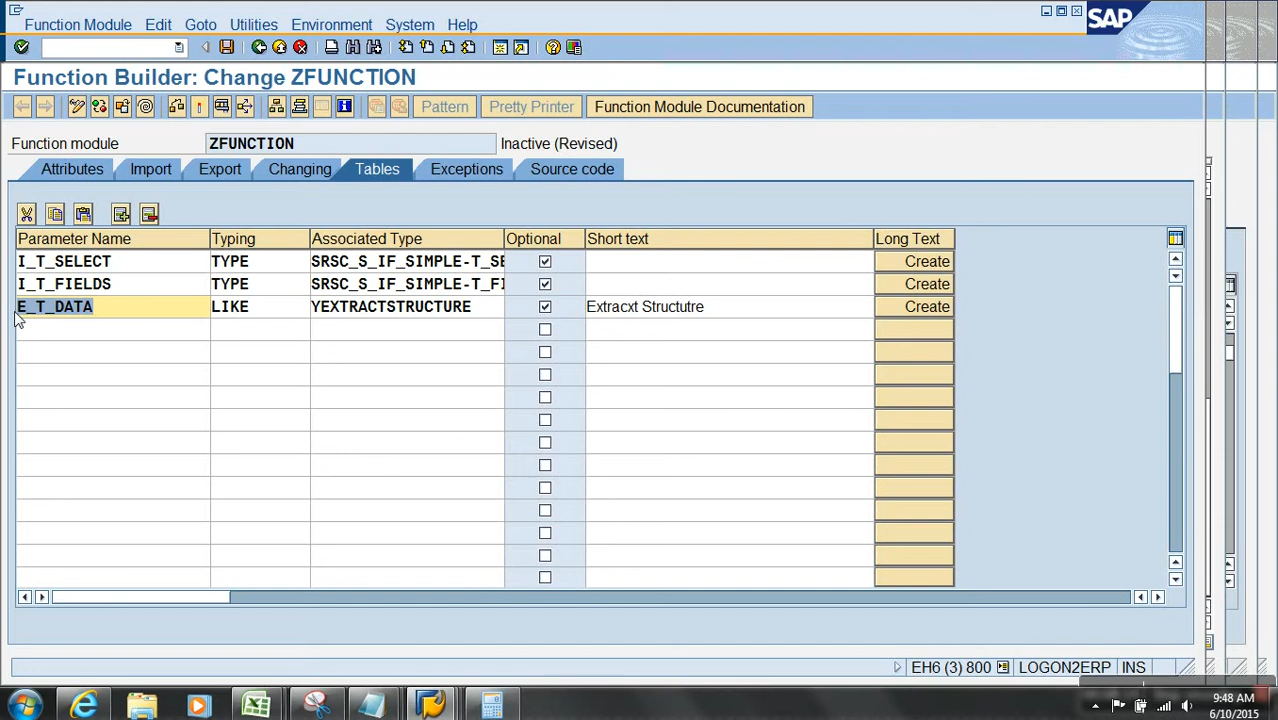 Function Module Edit Goto Utilities Environment System Help
SAP
Function Builder: Change ZFUNCTION
Pattern Pretty Printer Function Module Documentation
Function module ZFUNCTION Inactive (Revised)
Attributes Import Export Changing Tables Exceptions Source code
Parameter Name Typing Associated Type Optional Short text Long Text
I_T_SELECT TYPE SRSC_S_IF_SIMPLE-T_SE Create
I_T_FIELDS TYPE SRSC_S_IF_SIMPLE-T_FI Create
E_T_DATA LIKE YEXTRACTSTRUCTURE Extracxt Structutre Create
EH6 (3) 800 LOGON2ERP INS
9:48 AM
6/10/2015